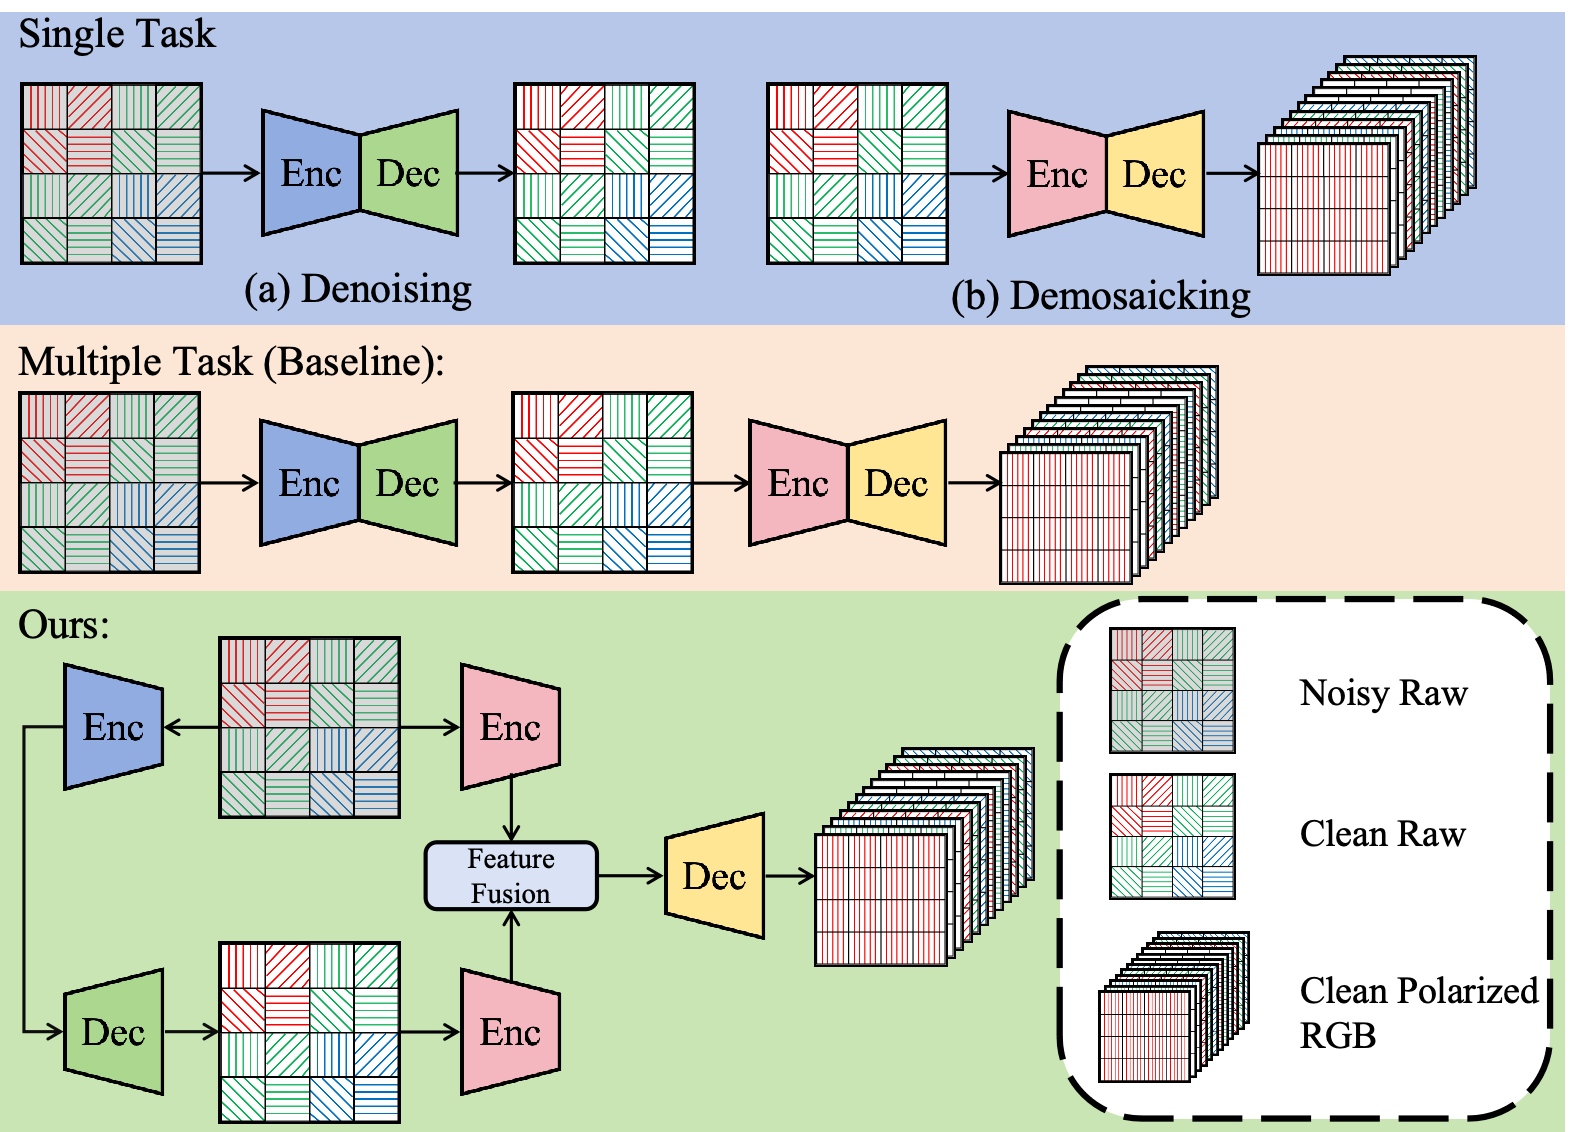 Single Task
Enc Dec
Enc Dec
(a) Denoising
(b) Demosaicking
Multiple Task (Baseline):
Enc Dec
Enc Dec
Ours:
Enc
Enc
Feature
Fusion
Dec
Dec
Enc
Noisy Raw
Clean Raw
Clean Polarized
RGB